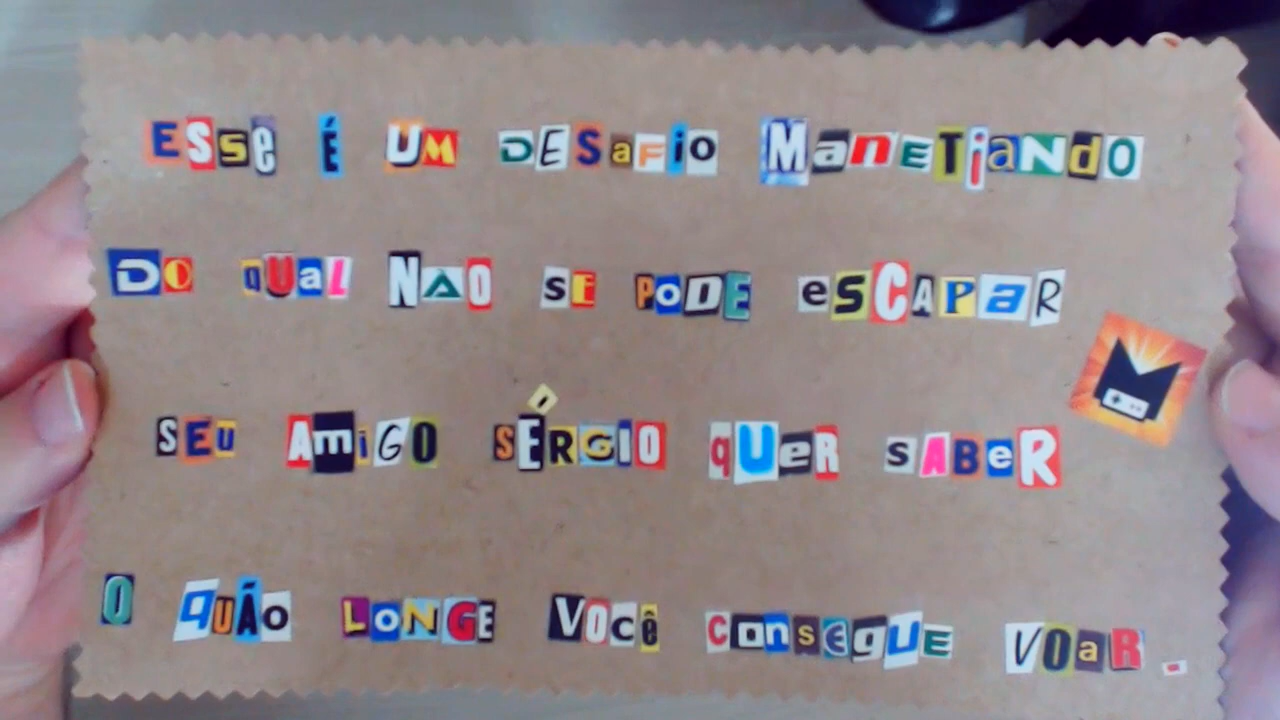 ESSe É UM DESaFio ManETiaNdO
DO qUaL NÃO SE PoDE eSCAPAR
SEU AmiGO SÉRGIO QUER SABeR
O QUÃo LONGE VOCÊ ConSEgUE VOaR.